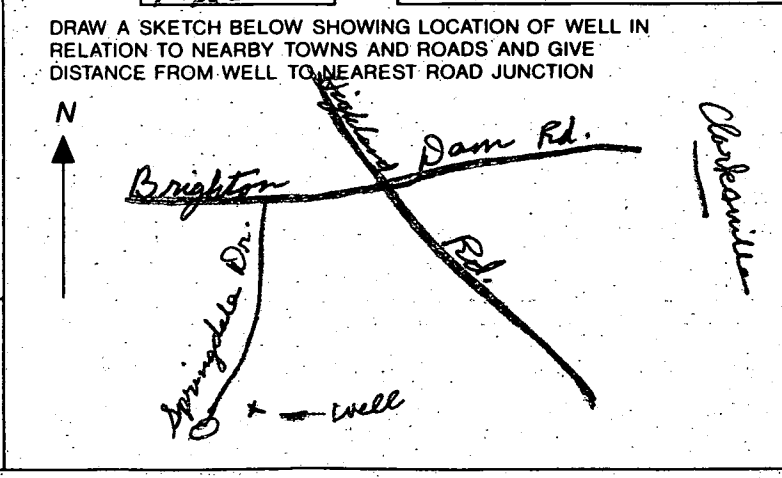 DRAW A SKETCH BELOW SHOWING LOCATION OF WELL IN
RELATION TO NEARBY TOWNS AND ROADS AND GIVE
DISTANCE FROM WELL TO NEAREST ROAD JUNCTION
N
Highland
Rd.
Brighton
Dam Rd.
Clarksville
Springdale Dr.
x — well